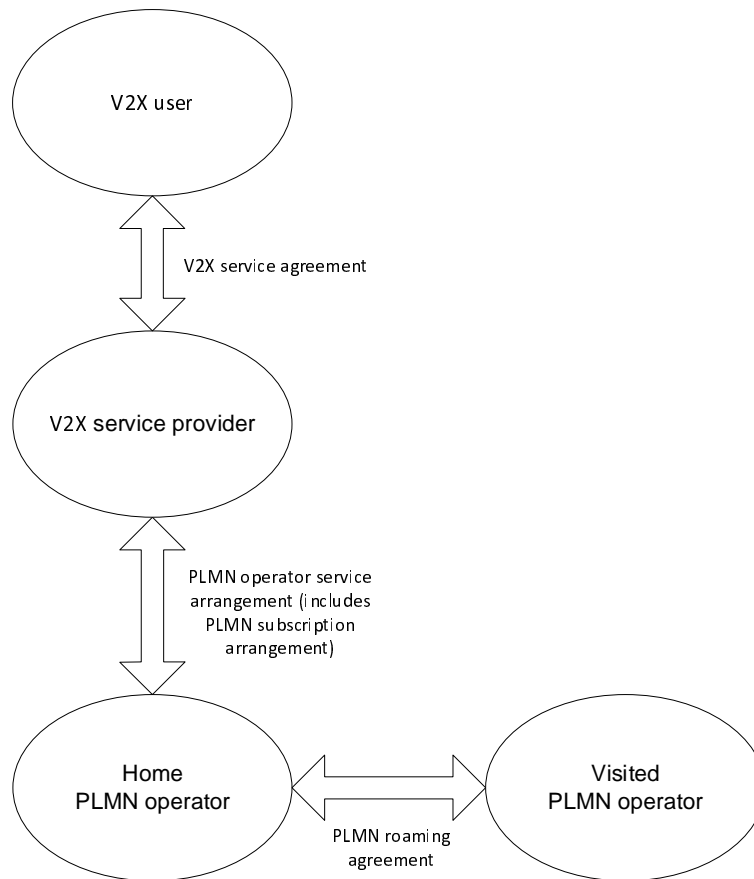 V2X user
V2X service agreement
V2X service provider
PLMN operator service
arrangement (includes
PLMN subscription
arrangement)
Home
PLMN operator
Visited
PLMN operator
PLMN roaming
agreement